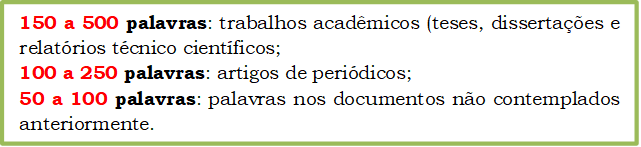 150 a 500 palavras: trabalhos acadêmicos (teses, dissertações e
relatórios técnico científicos;
100 a 250 palavras: artigos de periódicos;
50 a 100 palavras: palavras nos documentos não contemplados
anteriormente.